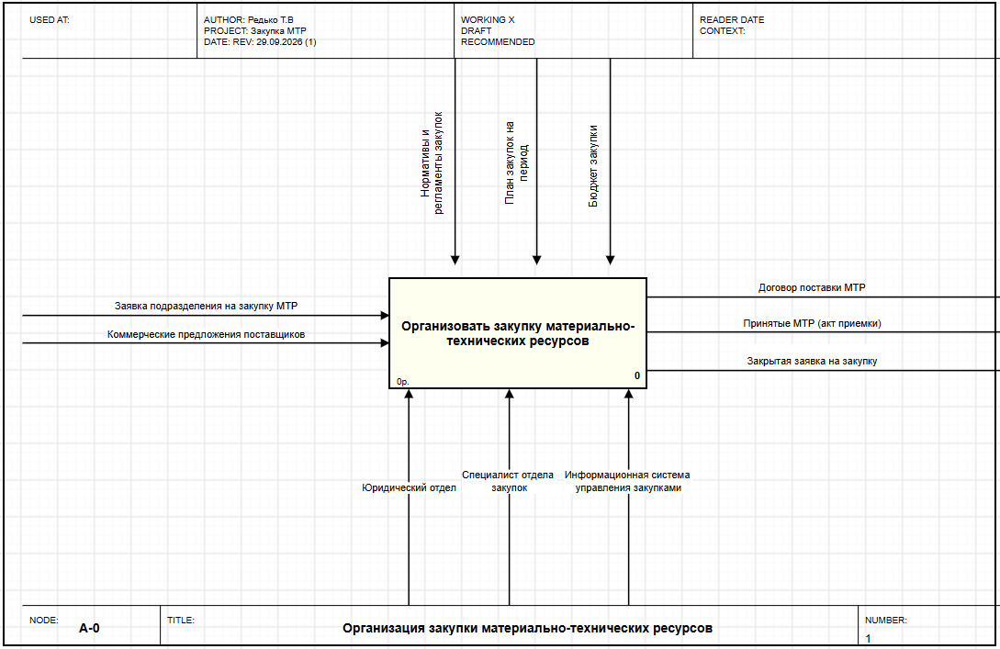 USED AT:
AUTHOR: Редько Т.В
PROJECT: Закупка МТР
DATE: REV: 29.09.2026 (1)
WORKING X
DRAFT
RECOMMENDED
READER DATE
CONTEXT:
Нормативы и
регламенты закупок
План закупок на
период
Бюджет закупки
Заявка подразделения на закупку МТР
Коммерческие предложения поставщиков
Организовать закупку материально-
технических ресурсов
0р.
0
Договор поставки МТР
Принятые МТР (акт приемки)
Закрытая заявка на закупку
Юридический отдел
Специалист отдела
закупок
Информационная система
управления закупками
NODE:
A-0
TITLE:
Организация закупки материально-технических ресурсов
NUMBER:
1